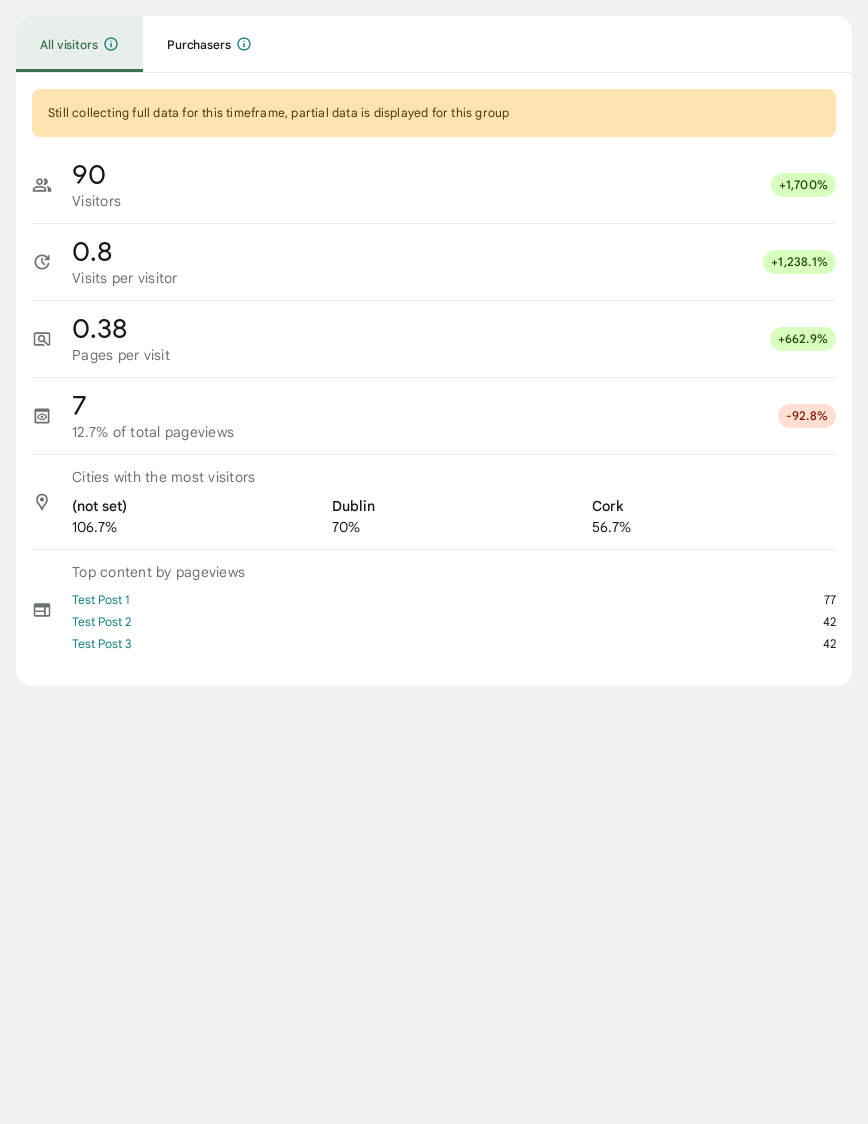 All visitors
Purchasers
Still collecting full data for this timeframe, partial data is displayed for this group
90
Visitors
+1,700%
0.8
Visits per visitor
+1,238.1%
0.38
Pages per visit
+662.9%
7
12.7% of total pageviews
-92.8%
Cities with the most visitors
(not set) Dublin Cork
106.7% 70% 56.7%
Top content by pageviews
Test Post 1 77
Test Post 2 42
Test Post 3 42